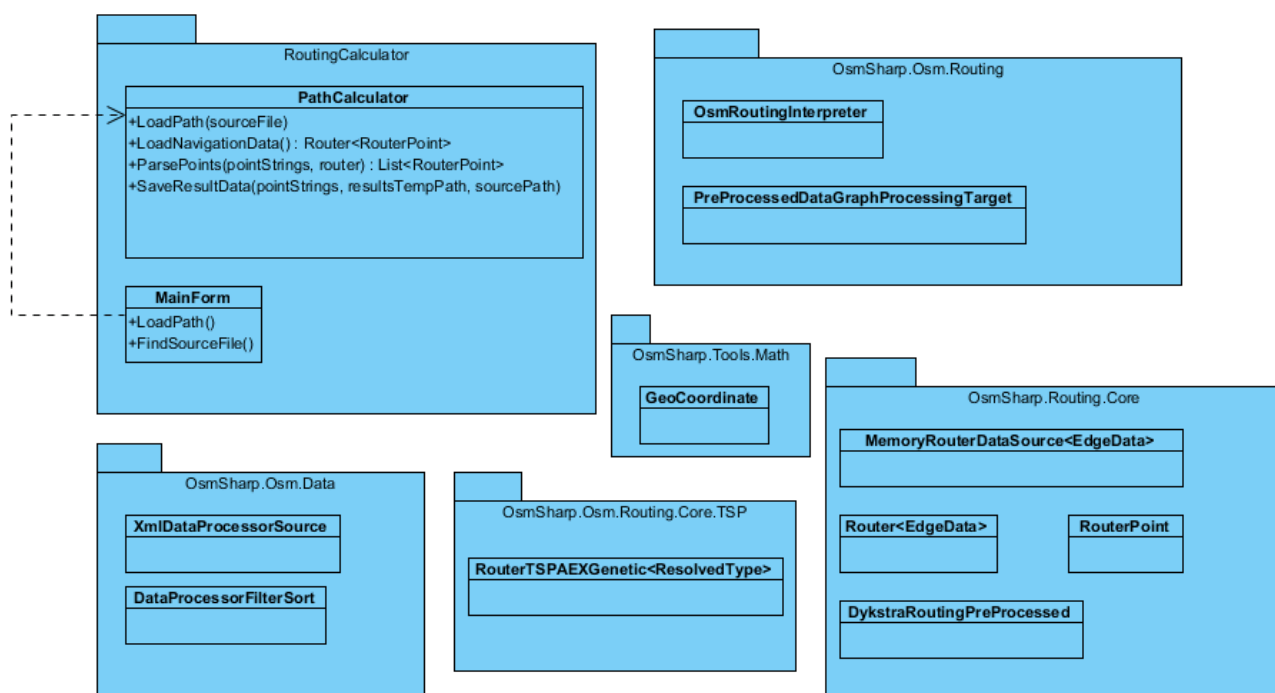 RoutingCalculator
PathCalculator
+LoadPath(sourceFile)
+LoadNavigationData() : Router<RouterPoint>
+ParsePoints(pointStrings, router) : List<RouterPoint>
+SaveResultData(pointStrings, resultsTempPath, sourcePath)
MainForm
+LoadPath()
+FindSourceFile()
OsmSharp.Osm.Routing
OsmRoutingInterpreter
PreProcessedDataGraphProcessingTarget
OsmSharp.Tools.Math
GeoCoordinate
OsmSharp.Routing.Core
MemoryRouterDataSource<EdgeData>
Router<EdgeData>
RouterPoint
DykstraRoutingPreProcessed
OsmSharp.Osm.Data
XmlDataProcessorSource
DataProcessorFilterSort
OsmSharp.Osm.Routing.Core.TSP
RouterTSPAEXGenetic<ResolvedType>